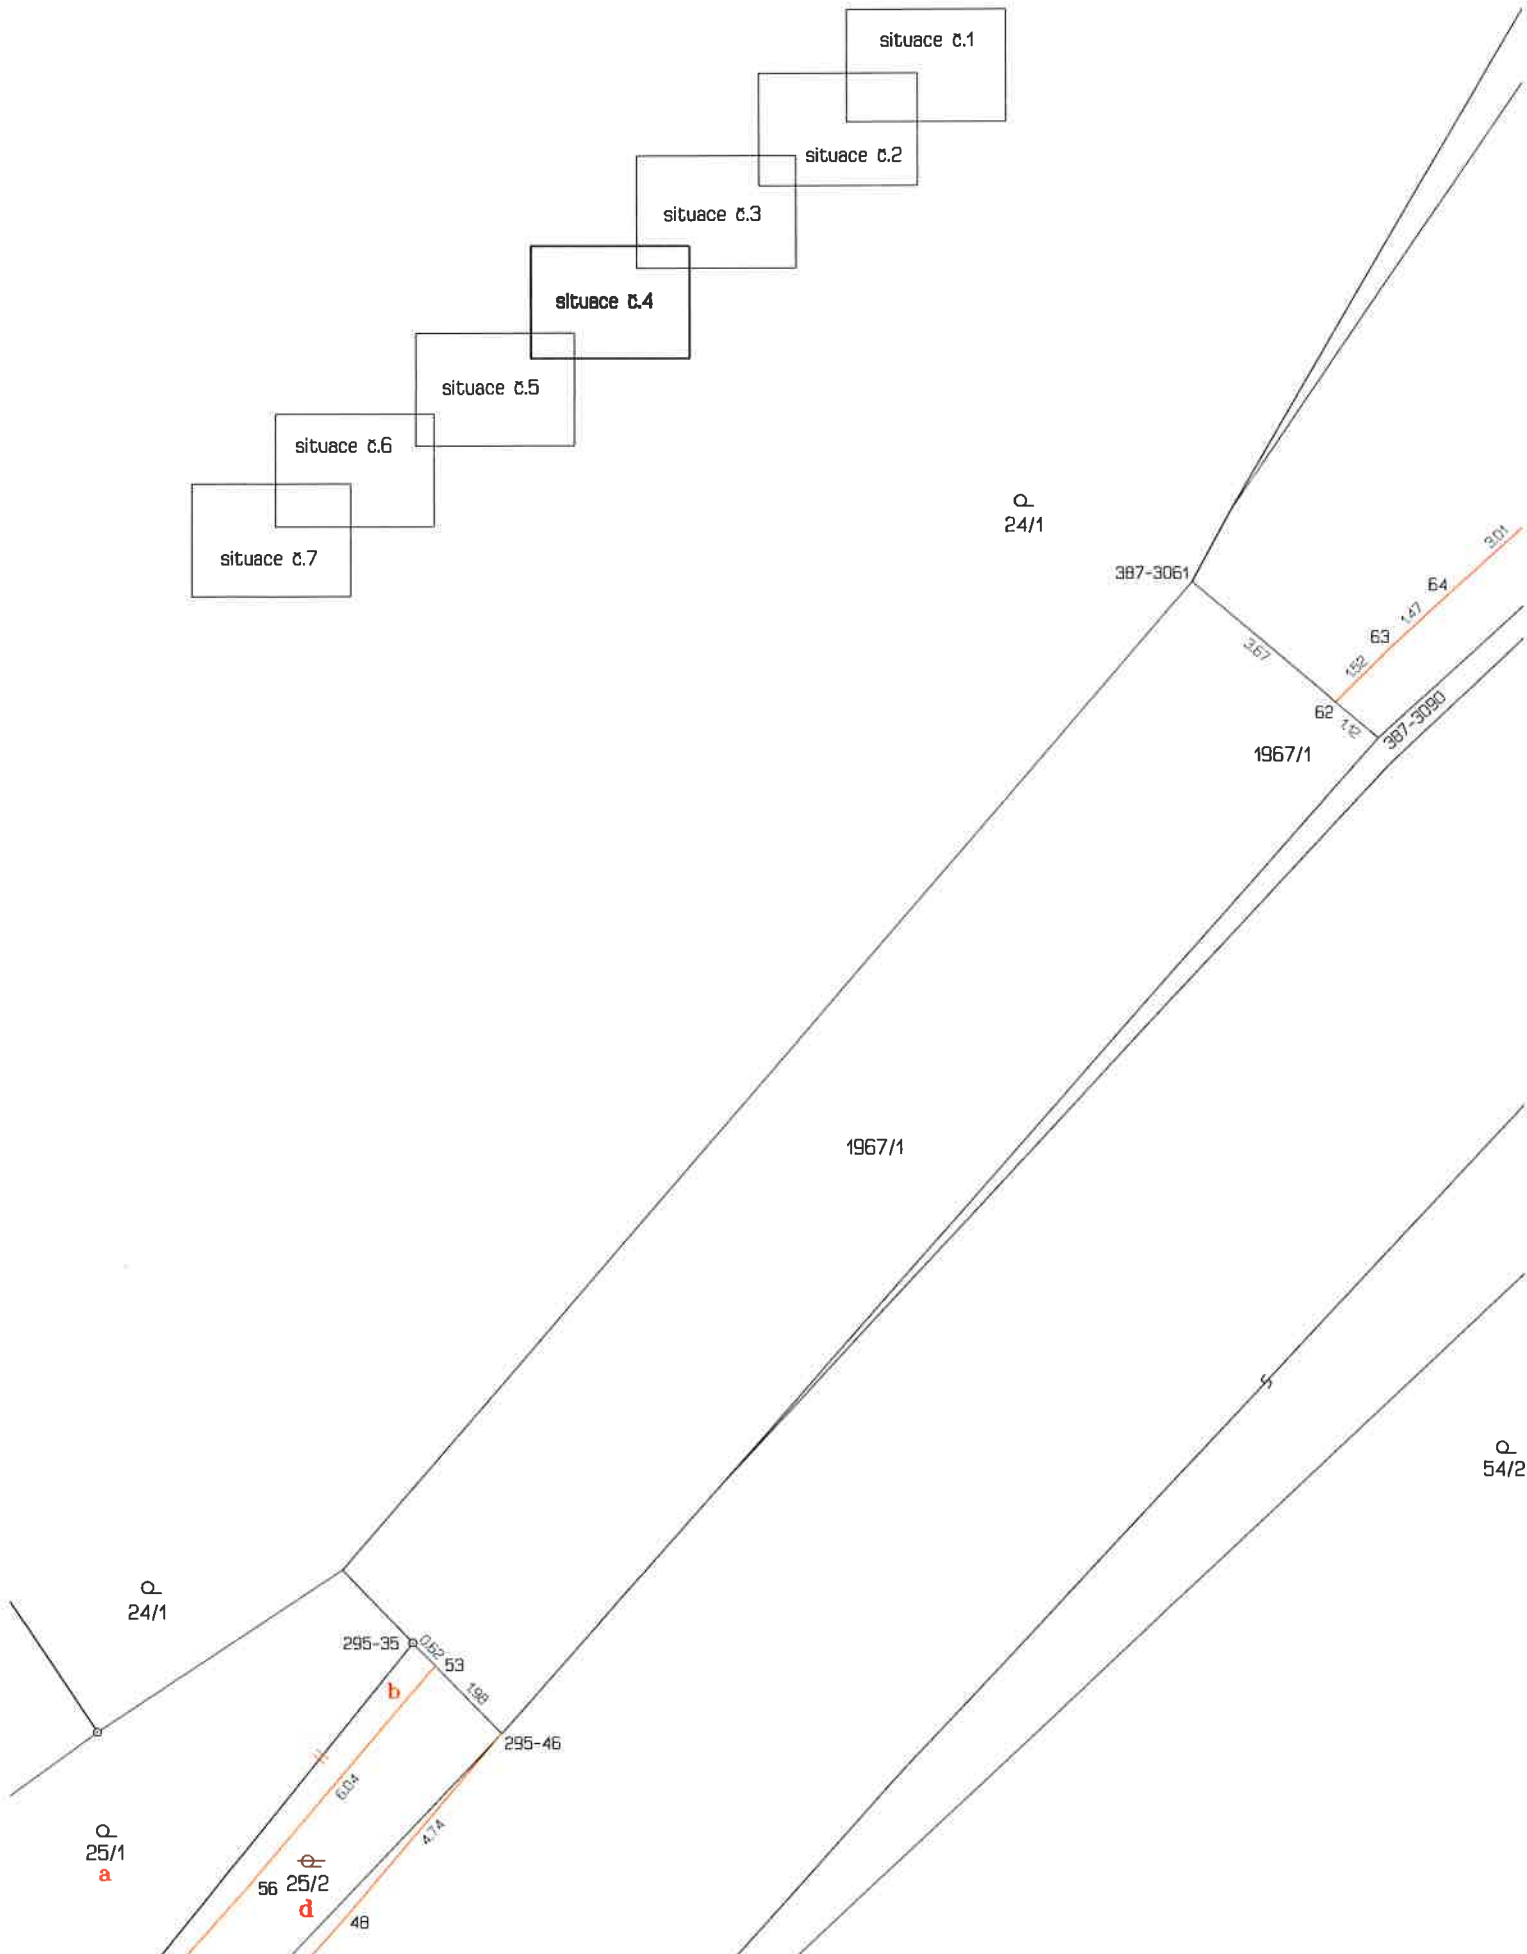 situace č.1
situace č.2
situace č.3
situace č.4
situace č.5
situace č.6
situace č.7
24/1
387-3061
3.01
64
1.47
63
1.52
3.67
62
1.12
387-3090
1967/1
1967/1
54/2
24/1
295-35
0.62
53
b
1.98
295-46
6.04
4.74
25/1
a
56
25/2
d
48